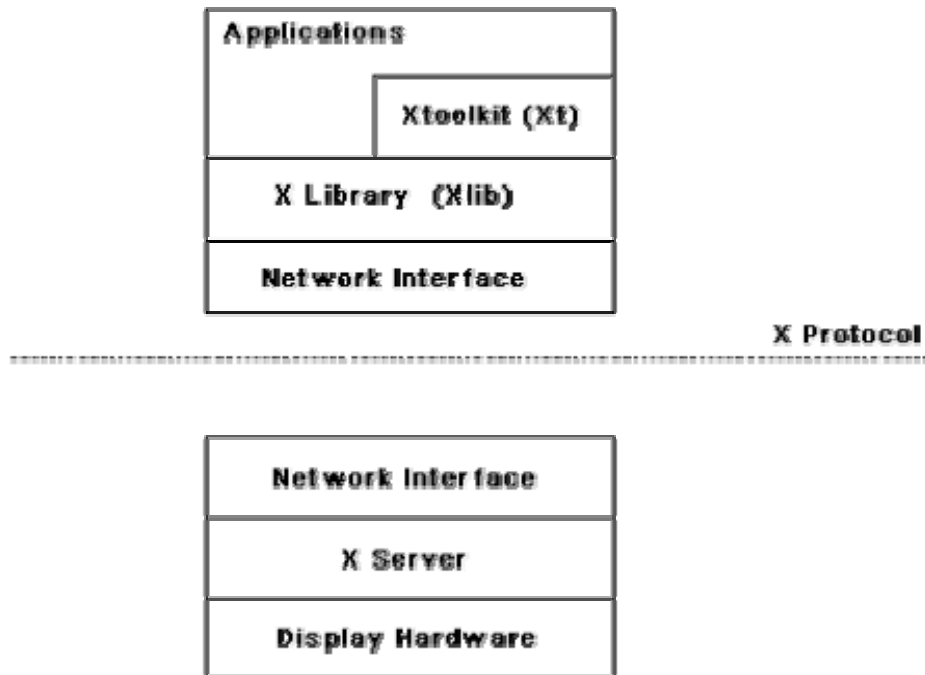 Applications
Xtoolkit (Xt)
X Library (Xlib)
Network Interface
X Protocol
Network Interface
X Server
Display Hardware